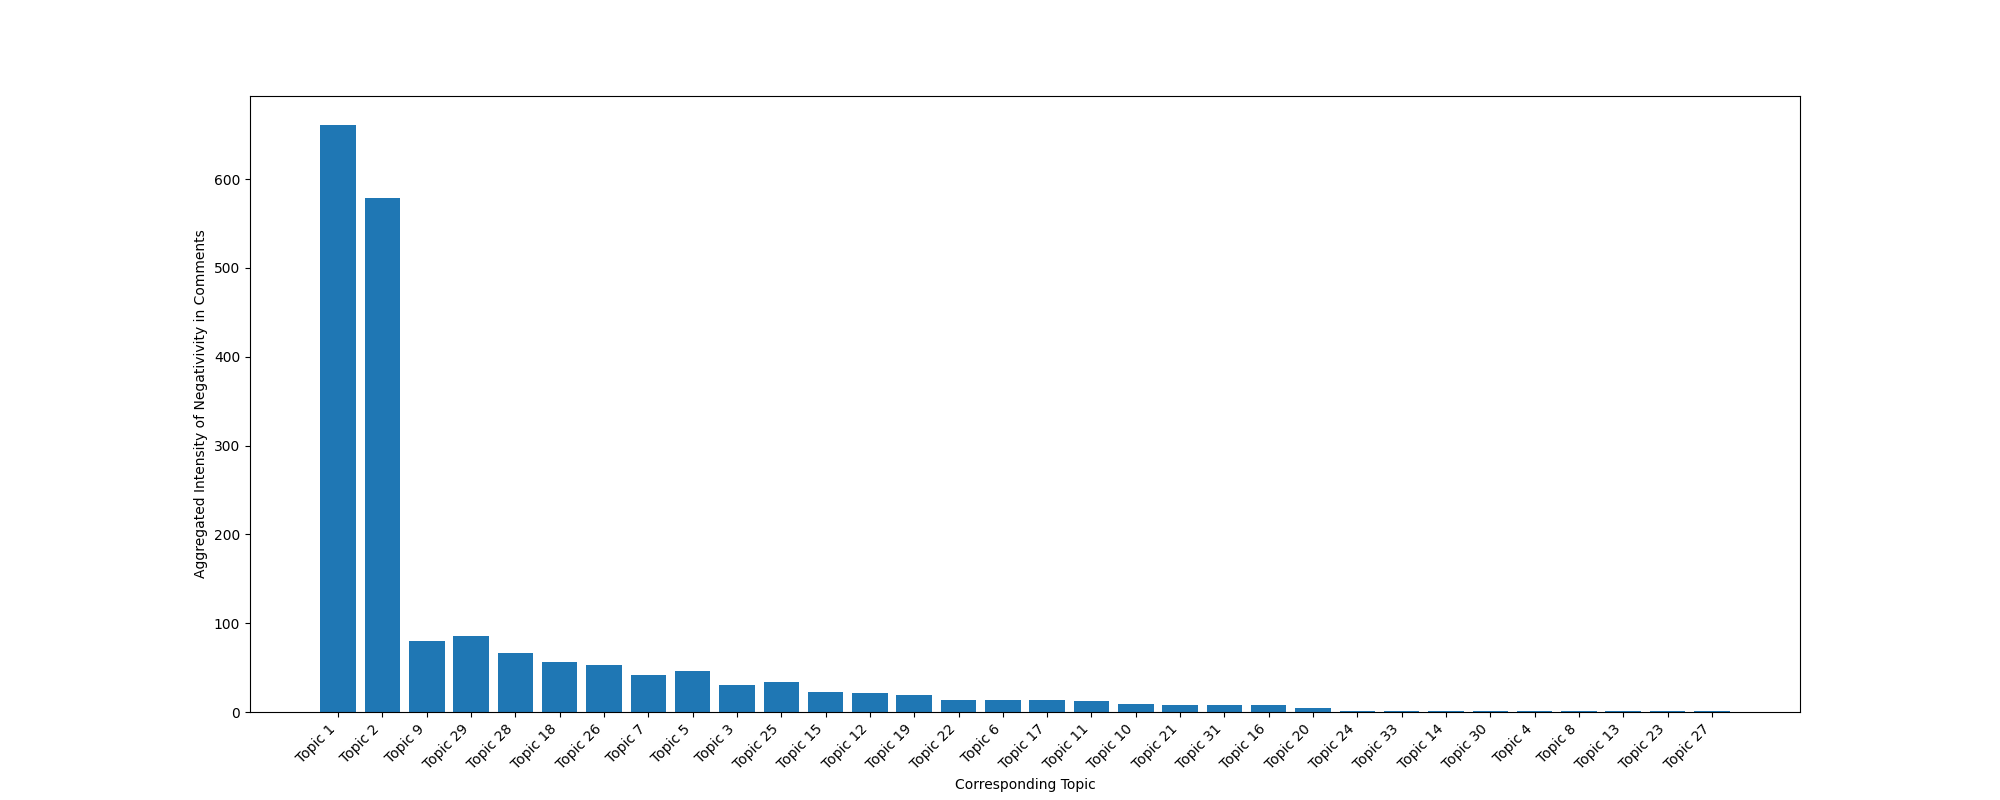 Aggregated Intensity of Negativivity in Comments
600
500
400
300
200
100
0
Topic 1
Topic 2
Topic 9
Topic 29
Topic 28
Topic 18
Topic 26
Topic 7
Topic 5
Topic 3
Topic 25
Topic 15
Topic 12
Topic 19
Topic 22
Topic 6
Topic 17
Topic 11
Topic 10
Topic 21
Topic 31
Topic 16
Topic 20
Topic 24
Topic 33
Topic 14
Topic 30
Topic 4
Topic 8
Topic 13
Topic 23
Topic 27
Corresponding Topic